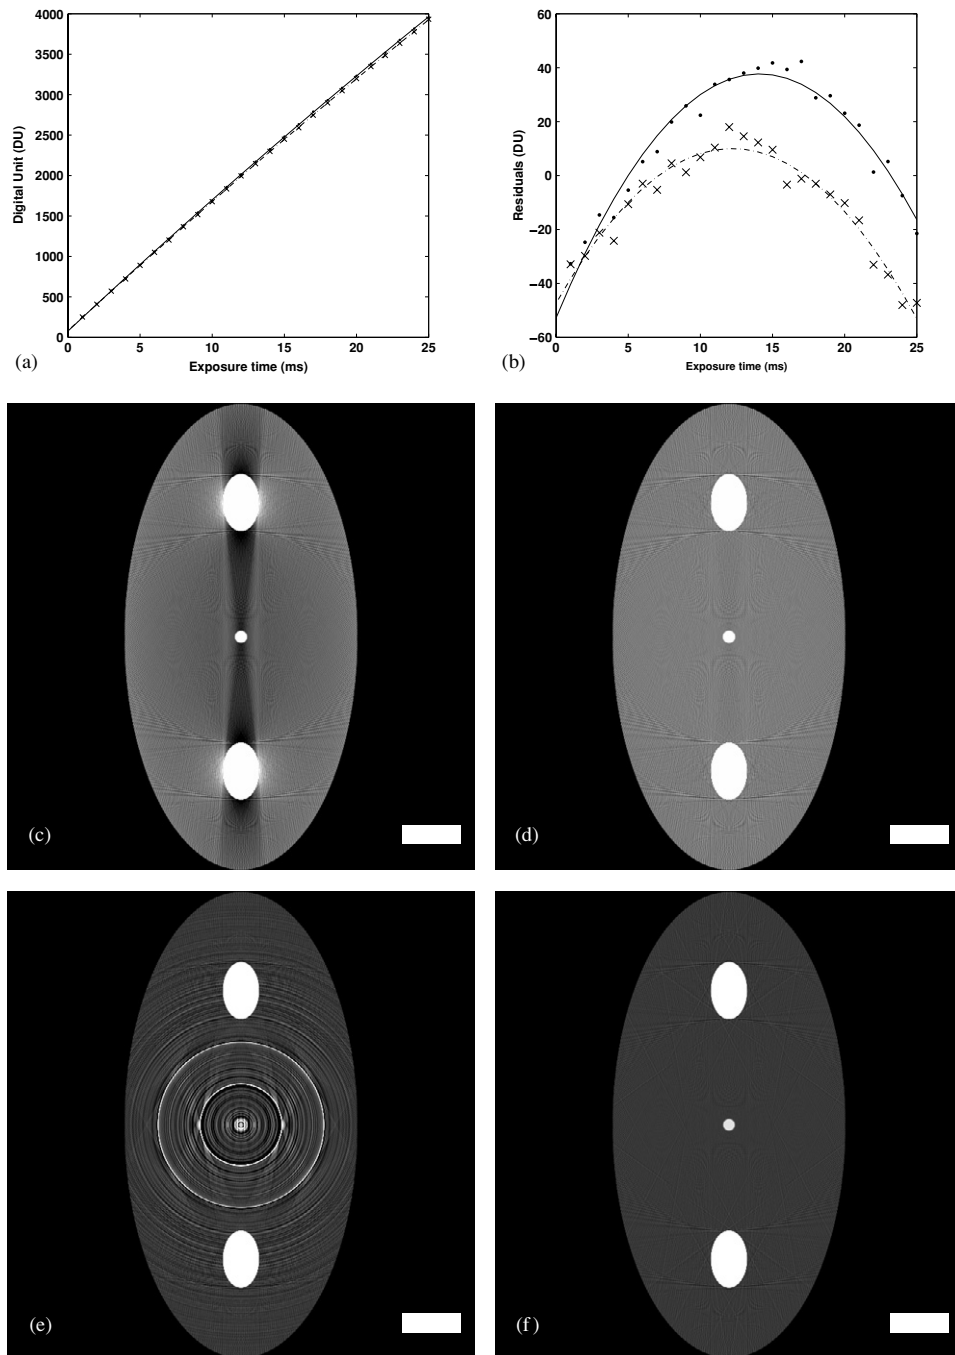 4000
3500
3000
2500
2000
1500
1000
500
0
Digital Unit (DU)
0 5 10 15 20 25
Exposure time (ms)
(a)
60
40
20
0
−20
−40
−60
Residuals (DU)
0 5 10 15 20 25
Exposure time (ms)
(b)
(c)
(d)
(e)
(f)